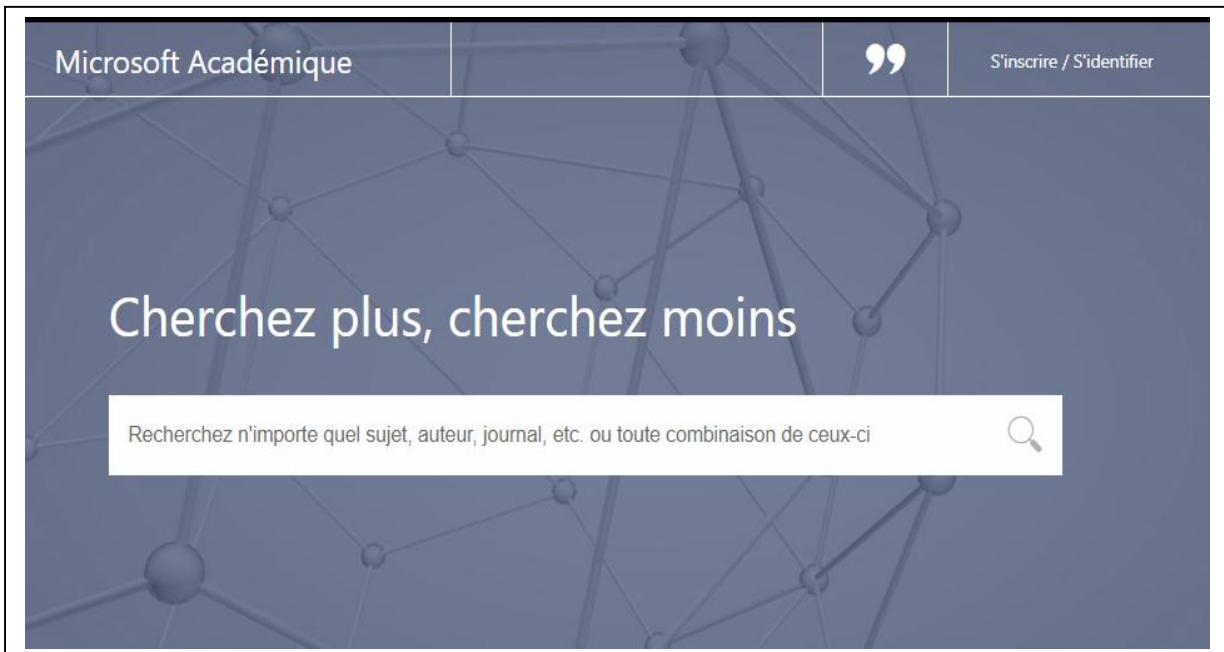 Microsoft Académique
S'inscrire / S'identifier
Cherchez plus, cherchez moins
Recherchez n'importe quel sujet, auteur, journal, etc. ou toute combinaison de ceux-ci